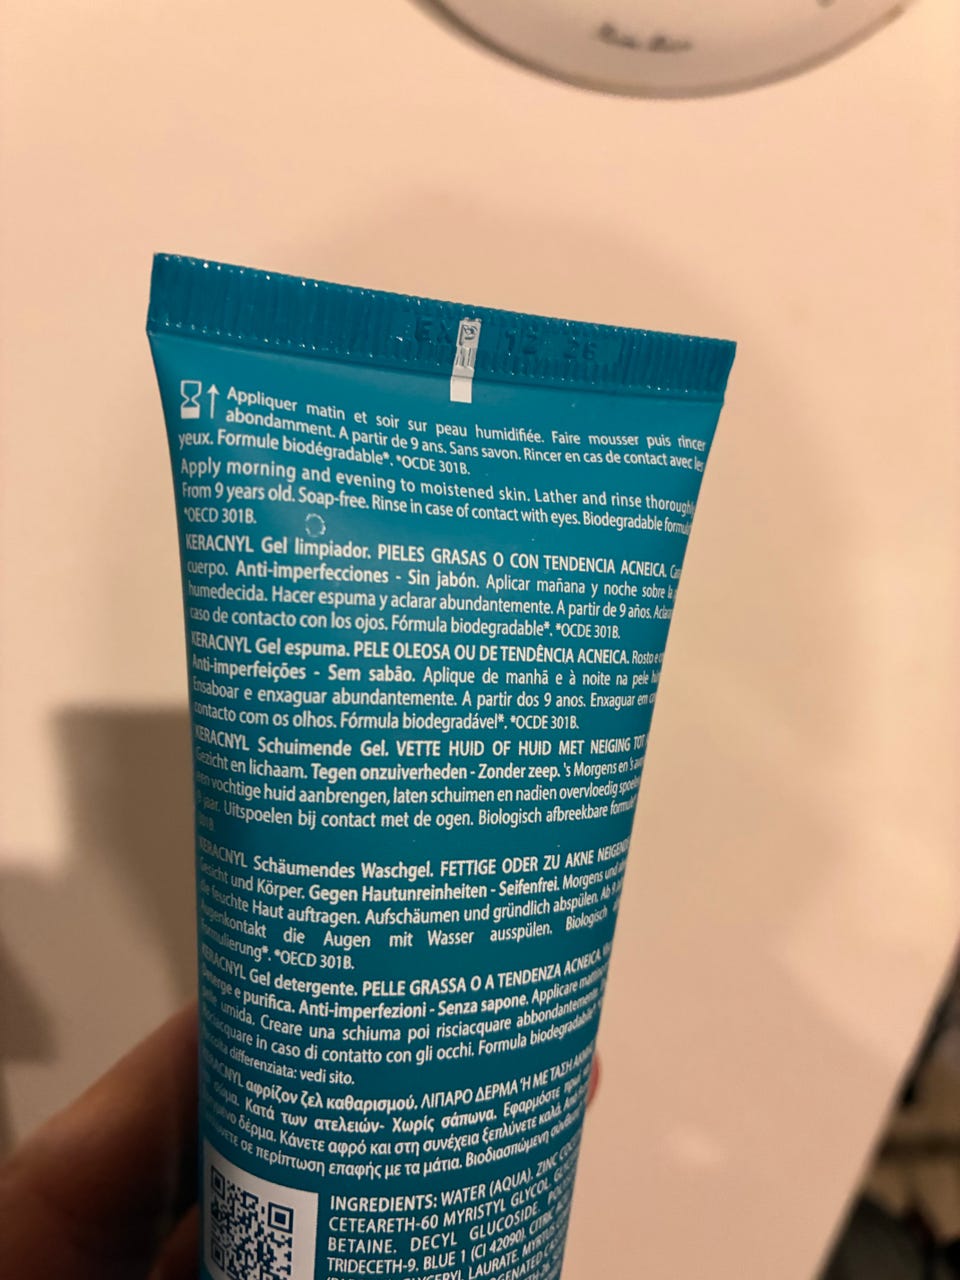 EXP 12 26
Appliquer matin et soir sur peau humidifiée. Faire mousser puis rincer
abondamment. A partir de 9 ans. Sans savon. Rincer en cas de contact avec les
yeux. Formule biodégradable*. *OCDE 301B.
Apply morning and evening to moistened skin. Lather and rinse thoroughly
From 9 years old. Soap-free. Rinse in case of contact with eyes. Biodegradable formula
*OECD 301B.
KERACNYL Gel limpiador. PIELES GRASAS O CON TENDENCIA ACNEICA.
cuerpo. Anti-imperfecciones - Sin jabón. Aplicar mañana y noche sobre la
humedecida. Hacer espuma y aclarar abundantemente. A partir de 9 años.
caso de contacto con los ojos. Fórmula biodegradable*. *OCDE 301B.
KERACNYL Gel espuma. PELE OLEOSA OU DE TENDÊNCIA ACNEICA. Rosto e
Anti-imperfeições - Sem sabão. Aplique de manhã e à noite na pele
Ensaboar e enxaguar abundantemente. A partir dos 9 anos. Enxaguar em
contacto com os olhos. Fórmula biodegradável*. *OCDE 301B.
KERACNYL Schuimende Gel. VETTE HUID OF HUID MET NEIGING TOT
Gezicht en lichaam. Tegen onzuiverheden - Zonder zeep. 's Morgens en 's
een vochtige huid aanbrengen, laten schuimen en nadien overvloedig
9 jaar. Uitspoelen bij contact met de ogen. Biologisch afbreekbare formule*
301B.
KERACNYL Schäumendes Waschgel. FETTIGE ODER ZU AKNE NEIGENDE
Gesicht und Körper. Gegen Hautunreinheiten - Seifenfrei. Morgens und
die feuchte Haut auftragen. Aufschäumen und gründlich abspülen. Ab 9
Augenkontakt die Augen mit Wasser ausspülen. Biologisch
Formulierung*. *OECD 301B.
KERACNYL Gel detergente. PELLE GRASSA O A TENDENZA ACNEICA.
Deterge e purifica. Anti-imperfezioni - Senza sapone. Applicare
pelle umida. Creare una schiuma poi risciacquare abbondantemente.
Risciacquare in caso di contatto con gli occhi. Formula biodegradabile*.
Raccolta differenziata: vedi sito.
KERACNYL αφρίζον ζελ καθαρισμού. ΛΙΠΑΡΟ ΔΕΡΜΑ Ή ΜΕ ΤΑΣΗ
σώμα. Κατά των ατελειών- Χωρίς σάπωνα. Εφαρμόστε
δέρμα. Κάνετε αφρό και στη συνέχεια ξεπλύνετε καλά. Από
σε περίπτωση επαφής με τα μάτια. Βιοδιασπώμενη
INGREDIENTS: WATER (AQUA). ZINC
CETEARETH-60 MYRISTYL GLYCOL.
BETAINE. DECYL GLUCOSIDE.
TRIDECETH-9. BLUE 1 (CI 42090).
GLYCERYL LAURATE.